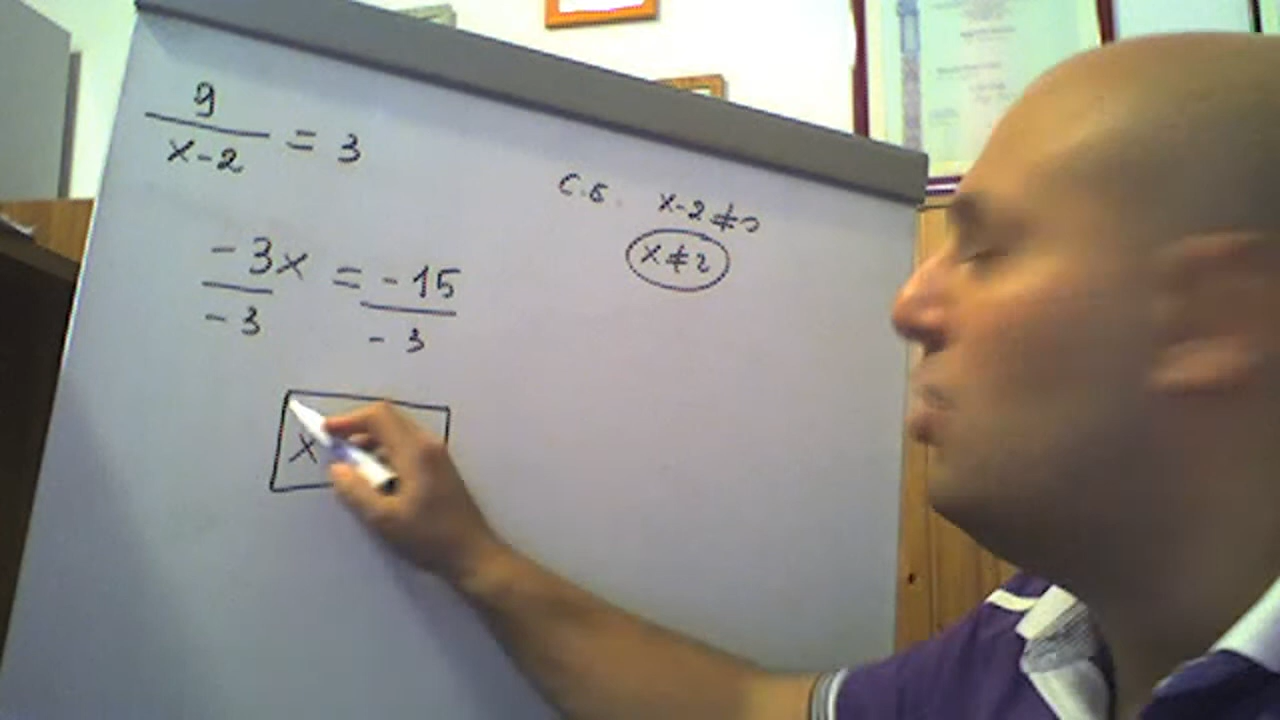 9
x-2 = 3
C.E. x-2≠0
x≠2
-3x = -15
-3 -3
x